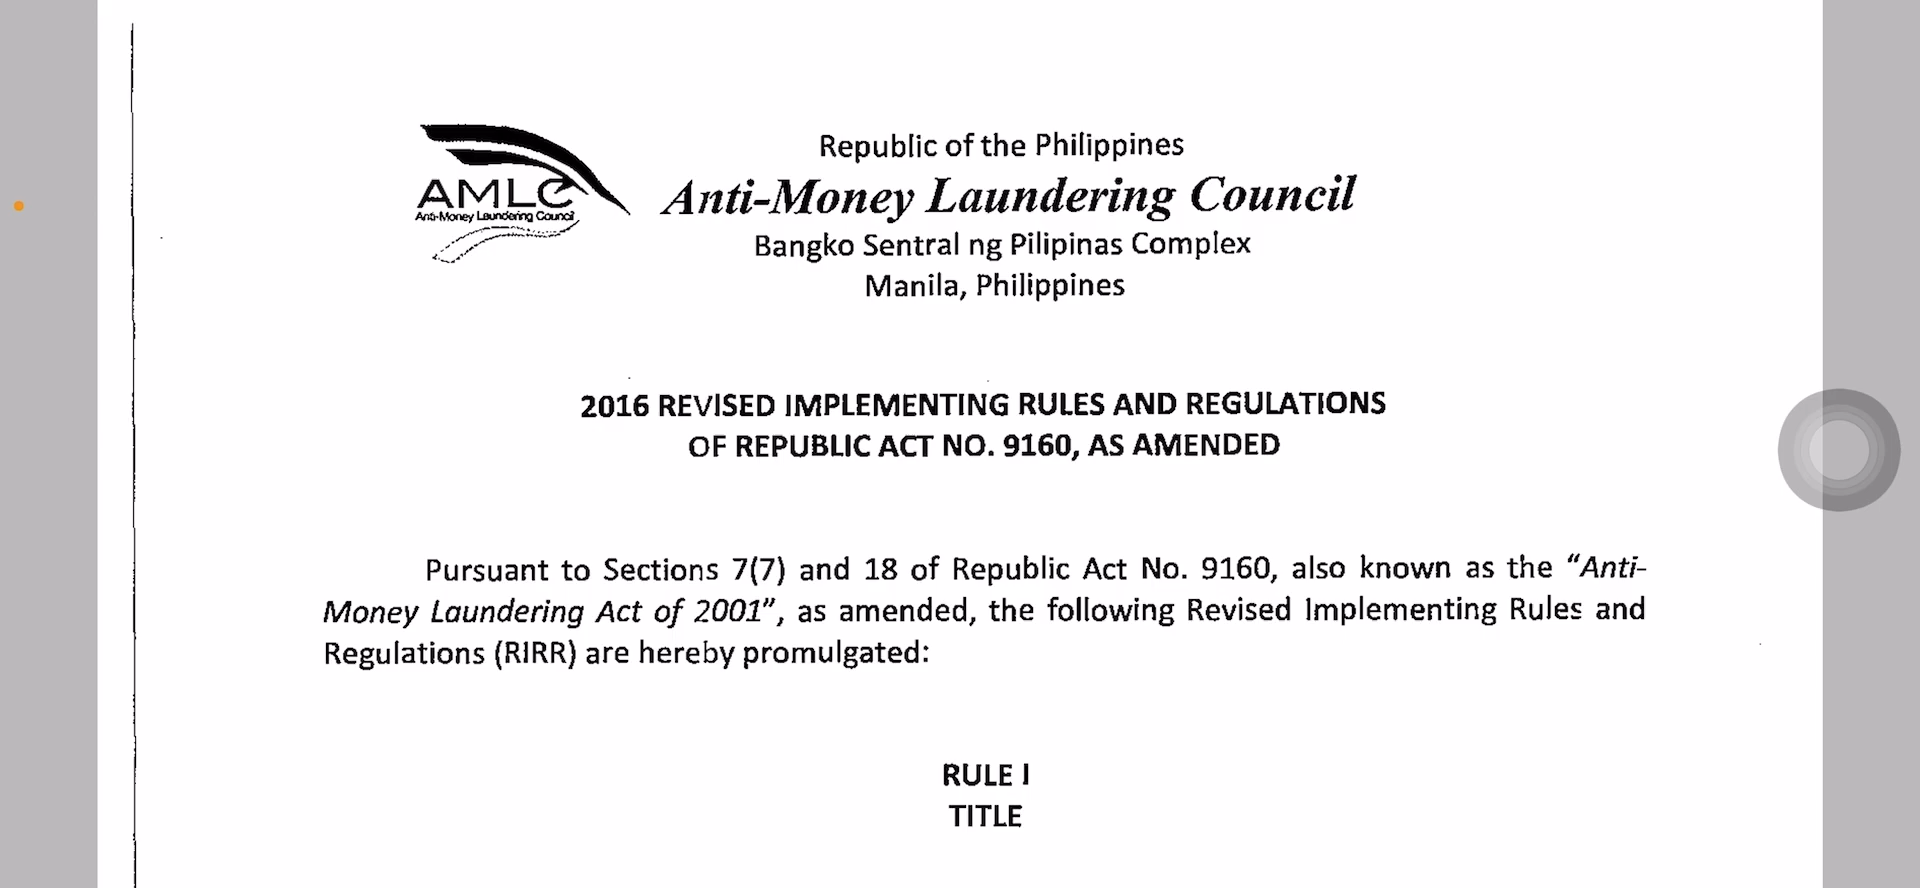 AMLC
Anti-Money Laundering Council
Republic of the Philippines
Anti-Money Laundering Council
Bangko Sentral ng Pilipinas Complex
Manila, Philippines
2016 REVISED IMPLEMENTING RULES AND REGULATIONS
OF REPUBLIC ACT NO. 9160, AS AMENDED
Pursuant to Sections 7(7) and 18 of Republic Act No. 9160, also known as the “Anti-
Money Laundering Act of 2001”, as amended, the following Revised Implementing Rules and
Regulations (RIRR) are hereby promulgated:
RULE I
TITLE